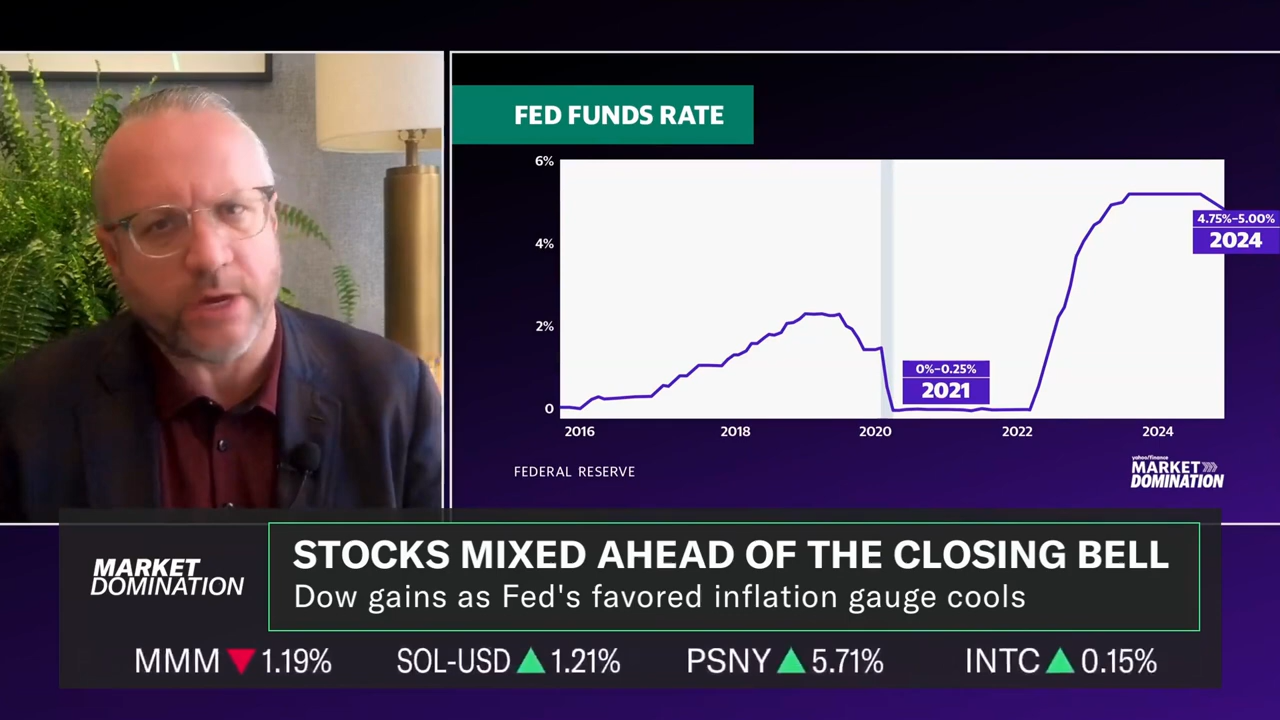 FED FUNDS RATE
6%
4%
2%
0
4.75%–5.00%
2024
0%–0.25%
2021
2016 2018 2020 2022 2024
FEDERAL RESERVE
yahoo!finance
MARKET
DOMINATION
MARKET
DOMINATION
STOCKS MIXED AHEAD OF THE CLOSING BELL
Dow gains as Fed's favored inflation gauge cools
MMM ▼ 1.19% SOL-USD ▲ 1.21% PSNY ▲ 5.71% INTC ▲ 0.15%